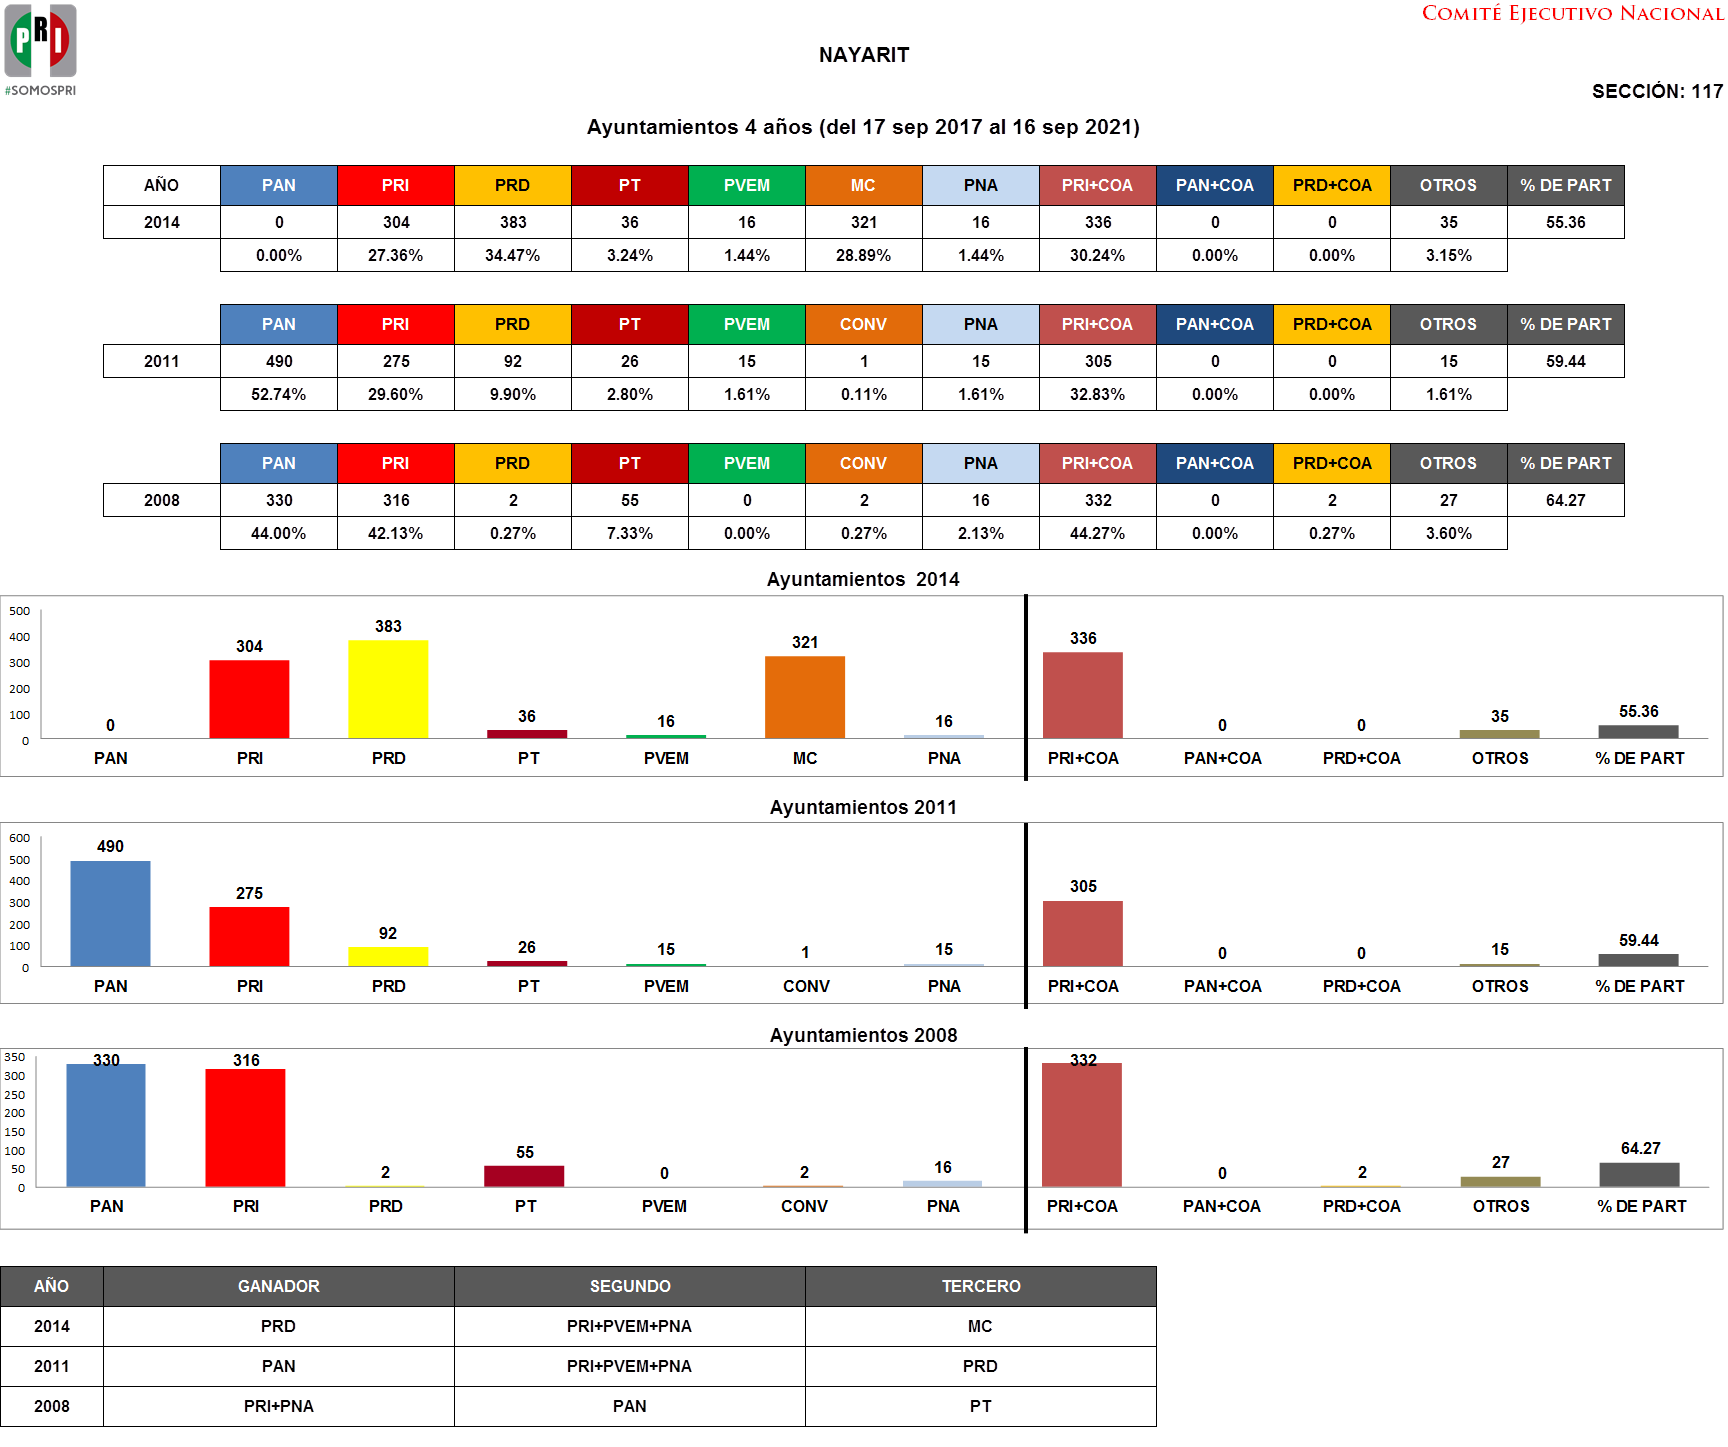 PRI
#SOMOSPRI
COMITÉ EJECUTIVO NACIONAL
NAYARIT
SECCIÓN: 117
Ayuntamientos 4 años (del 17 sep 2017 al 16 sep 2021)
AÑO PAN PRI PRD PT PVEM MC PNA PRI+COA PAN+COA PRD+COA OTROS % DE PART
2014 0 304 383 36 16 321 16 336 0 0 35 55.36
0.00% 27.36% 34.47% 3.24% 1.44% 28.89% 1.44% 30.24% 0.00% 0.00% 3.15%
PAN PRI PRD PT PVEM CONV PNA PRI+COA PAN+COA PRD+COA OTROS % DE PART
2011 490 275 92 26 15 1 15 305 0 0 15 59.44
52.74% 29.60% 9.90% 2.80% 1.61% 0.11% 1.61% 32.83% 0.00% 0.00% 1.61%
PAN PRI PRD PT PVEM CONV PNA PRI+COA PAN+COA PRD+COA OTROS % DE PART
2008 330 316 2 55 0 2 16 332 0 2 27 64.27
44.00% 42.13% 0.27% 7.33% 0.00% 0.27% 2.13% 44.27% 0.00% 0.27% 3.60%
Ayuntamientos 2014
500
400
300
200
100
0
0 304 383 36 16 321 16 336 0 0 35 55.36
PAN PRI PRD PT PVEM MC PNA PRI+COA PAN+COA PRD+COA OTROS % DE PART
Ayuntamientos 2011
600
500
400
300
200
100
0
490 275 92 26 15 1 15 305 0 0 15 59.44
PAN PRI PRD PT PVEM CONV PNA PRI+COA PAN+COA PRD+COA OTROS % DE PART
Ayuntamientos 2008
350
300
250
200
150
100
50
0
330 316 2 55 0 2 16 332 0 2 27 64.27
PAN PRI PRD PT PVEM CONV PNA PRI+COA PAN+COA PRD+COA OTROS % DE PART
AÑO GANADOR SEGUNDO TERCERO
2014 PRD PRI+PVEM+PNA MC
2011 PAN PRI+PVEM+PNA PRD
2008 PRI+PNA PAN PT